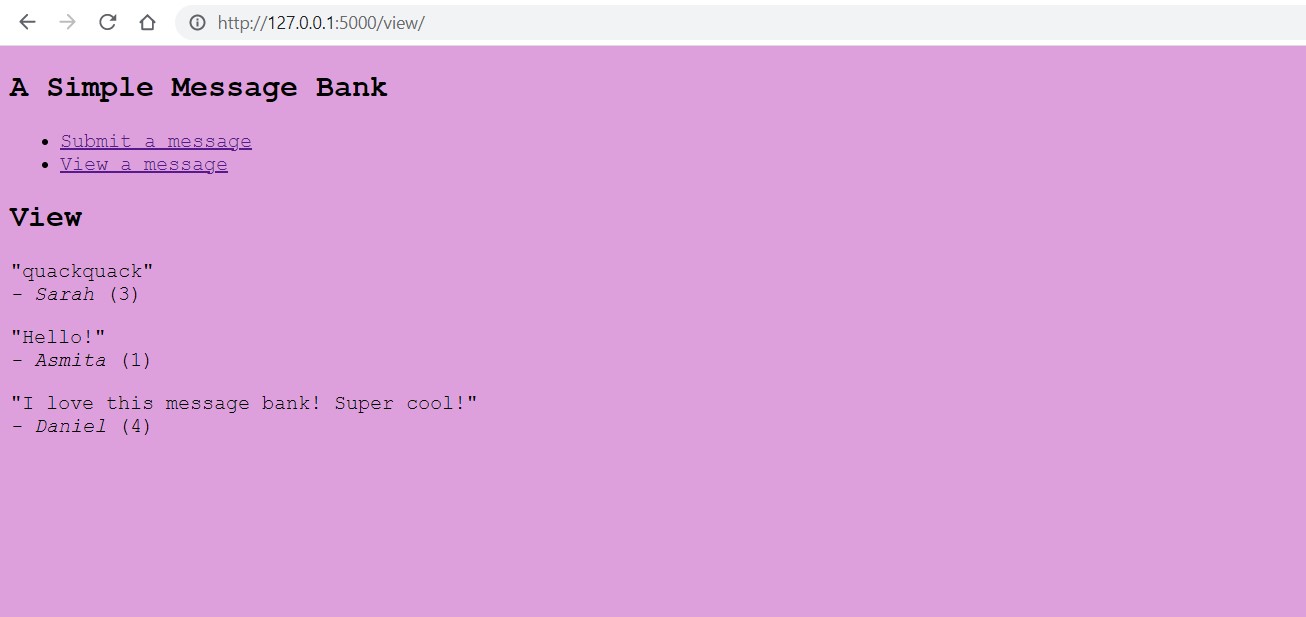 http://127.0.0.1:5000/view/
A Simple Message Bank
Submit a message
View a message
View
"quackquack"
- Sarah (3)
"Hello!"
- Asmita (1)
"I love this message bank! Super cool!"
- Daniel (4)